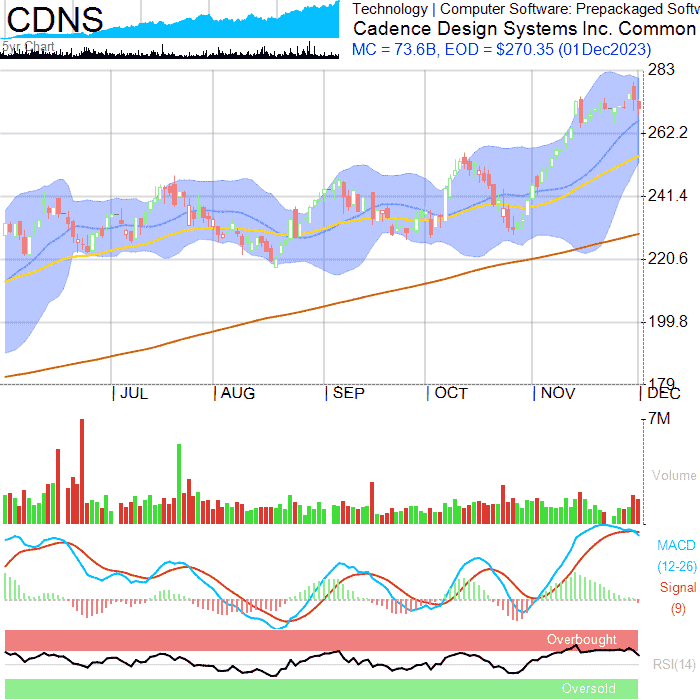 CDNS
5yr Chart
Technology | Computer Software: Prepackaged Softw
Cadence Design Systems Inc. Common
MC = 73.6B, EOD = $270.35 (01Dec2023)
283
262.2
241.4
220.6
199.8
179
| JUL | AUG | SEP | OCT | NOV | DEC
7M
Volume
MACD
(12-26)
Signal
(9)
Overbought
RSI(14)
Oversold